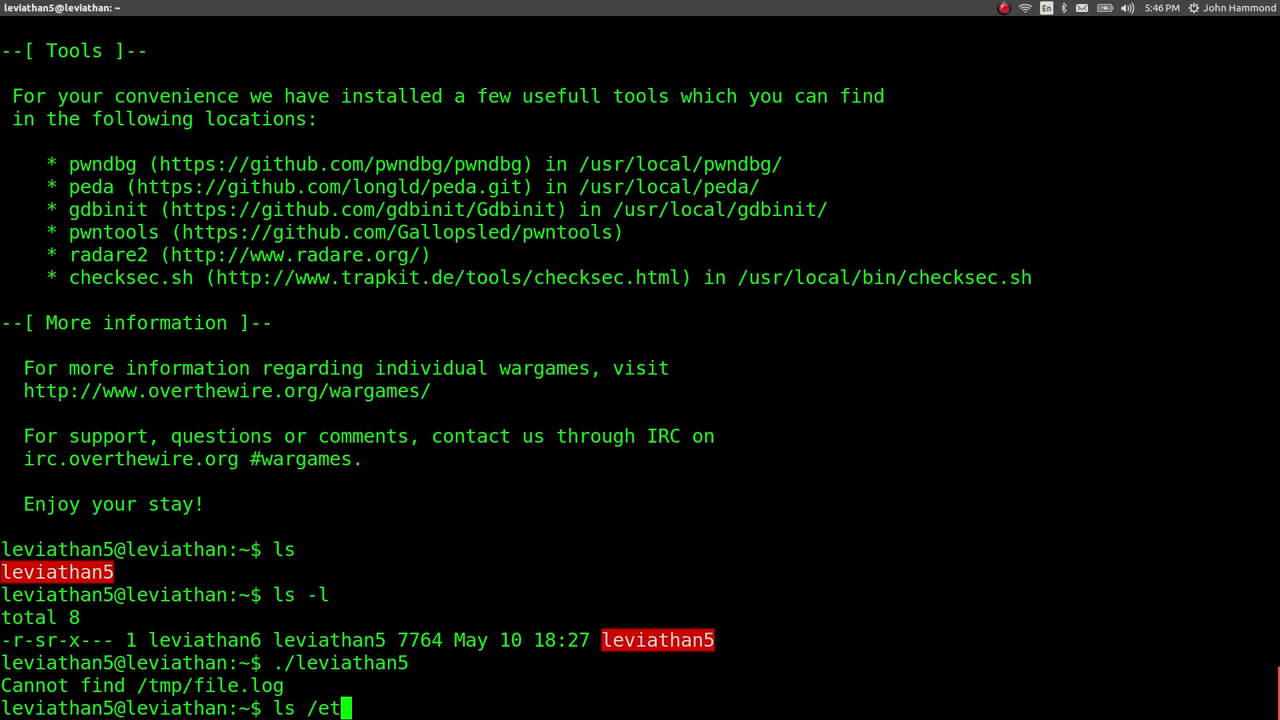 leviathan5@leviathan: ~
En
5:46 PM
John Hammond
--[ Tools ]--
For your convenience we have installed a few usefull tools which you can find
in the following locations:
* pwndbg (https://github.com/pwndbg/pwndbg) in /usr/local/pwndbg/
* peda (https://github.com/longld/peda.git) in /usr/local/peda/
* gdbinit (https://github.com/gdbinit/Gdbinit) in /usr/local/gdbinit/
* pwntools (https://github.com/Gallopsled/pwntools)
* radare2 (http://www.radare.org/)
* checksec.sh (http://www.trapkit.de/tools/checksec.html) in /usr/local/bin/checksec.sh
--[ More information ]--
For more information regarding individual wargames, visit
http://www.overthewire.org/wargames/
For support, questions or comments, contact us through IRC on
irc.overthewire.org #wargames.
Enjoy your stay!
leviathan5@leviathan:~$ ls
leviathan5
leviathan5@leviathan:~$ ls -l
total 8
-r-sr-x--- 1 leviathan6 leviathan5 7764 May 10 18:27 leviathan5
leviathan5@leviathan:~$ ./leviathan5
Cannot find /tmp/file.log
leviathan5@leviathan:~$ ls /et